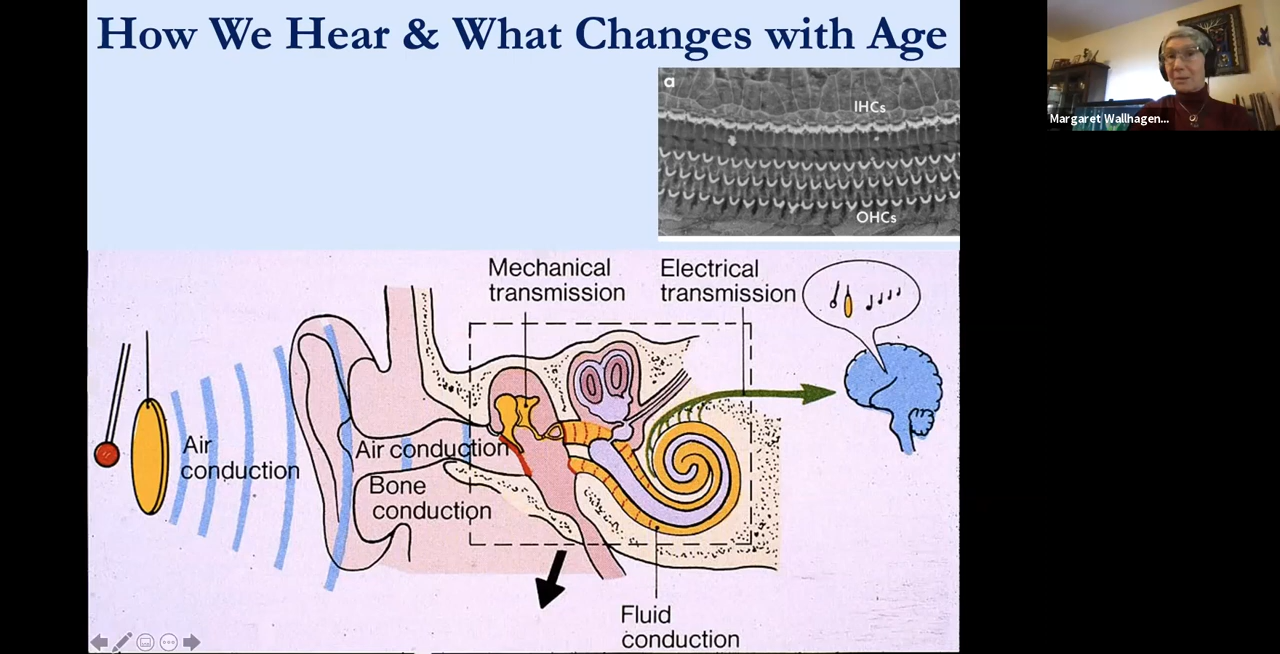 How We Hear & What Changes with Age
a
IHCs
OHCs
Margaret Wallhagen...
Mechanical
transmission
Electrical
transmission
Air
conduction
Air conduction
Bone
conduction
Fluid
conduction